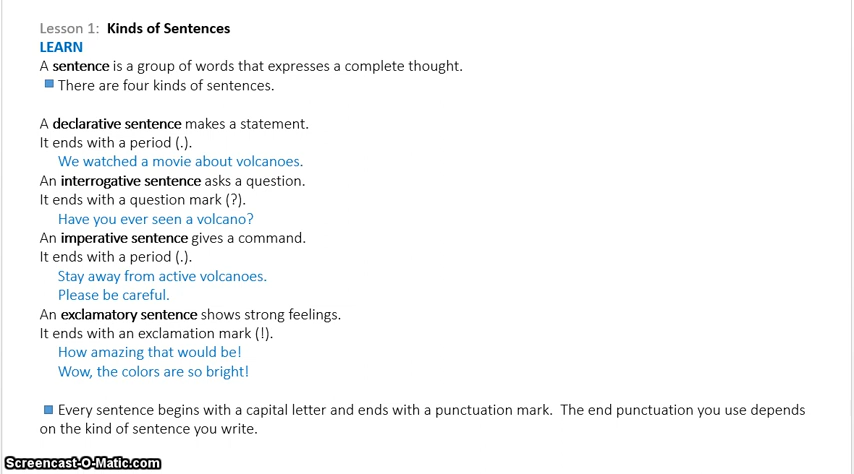 Lesson 1: Kinds of Sentences
LEARN
A sentence is a group of words that expresses a complete thought.
There are four kinds of sentences.
A declarative sentence makes a statement.
It ends with a period (.).
We watched a movie about volcanoes.
An interrogative sentence asks a question.
It ends with a question mark (?).
Have you ever seen a volcano?
An imperative sentence gives a command.
It ends with a period (.).
Stay away from active volcanoes.
Please be careful.
An exclamatory sentence shows strong feelings.
It ends with an exclamation mark (!).
How amazing that would be!
Wow, the colors are so bright!
Every sentence begins with a capital letter and ends with a punctuation mark. The end punctuation you use depends
on the kind of sentence you write.
Screencast-O-Matic.com